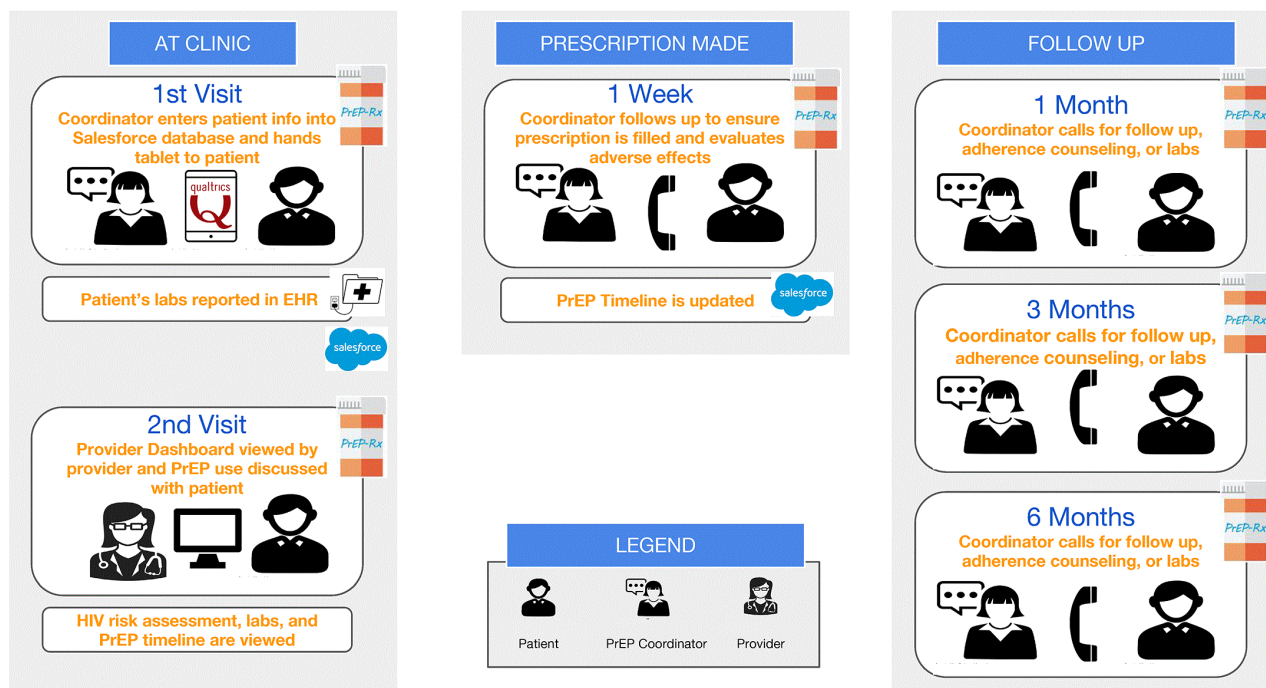 AT CLINIC
1st Visit
Coordinator enters patient info into
Salesforce database and hands
tablet to patient
PrEP-Rx
qualtrics
Q
Patient's labs reported in EHR
salesforce
2nd Visit
Provider Dashboard viewed by
provider and PrEP use discussed
with patient
PrEP-Rx
HIV risk assessment, labs, and
PrEP timeline are viewed
PRESCRIPTION MADE
1 Week
Coordinator follows up to ensure
prescription is filled and evaluates
adverse effects
PrEP-Rx
PrEP Timeline is updated
salesforce
LEGEND
Patient
PrEP Coordinator
Provider
FOLLOW UP
1 Month
Coordinator calls for follow up,
adherence counseling, or labs
PrEP-Rx
3 Months
Coordinator calls for follow up,
adherence counseling, or labs
PrEP-Rx
6 Months
Coordinator calls for follow up,
adherence counseling, or labs
PrEP-Rx